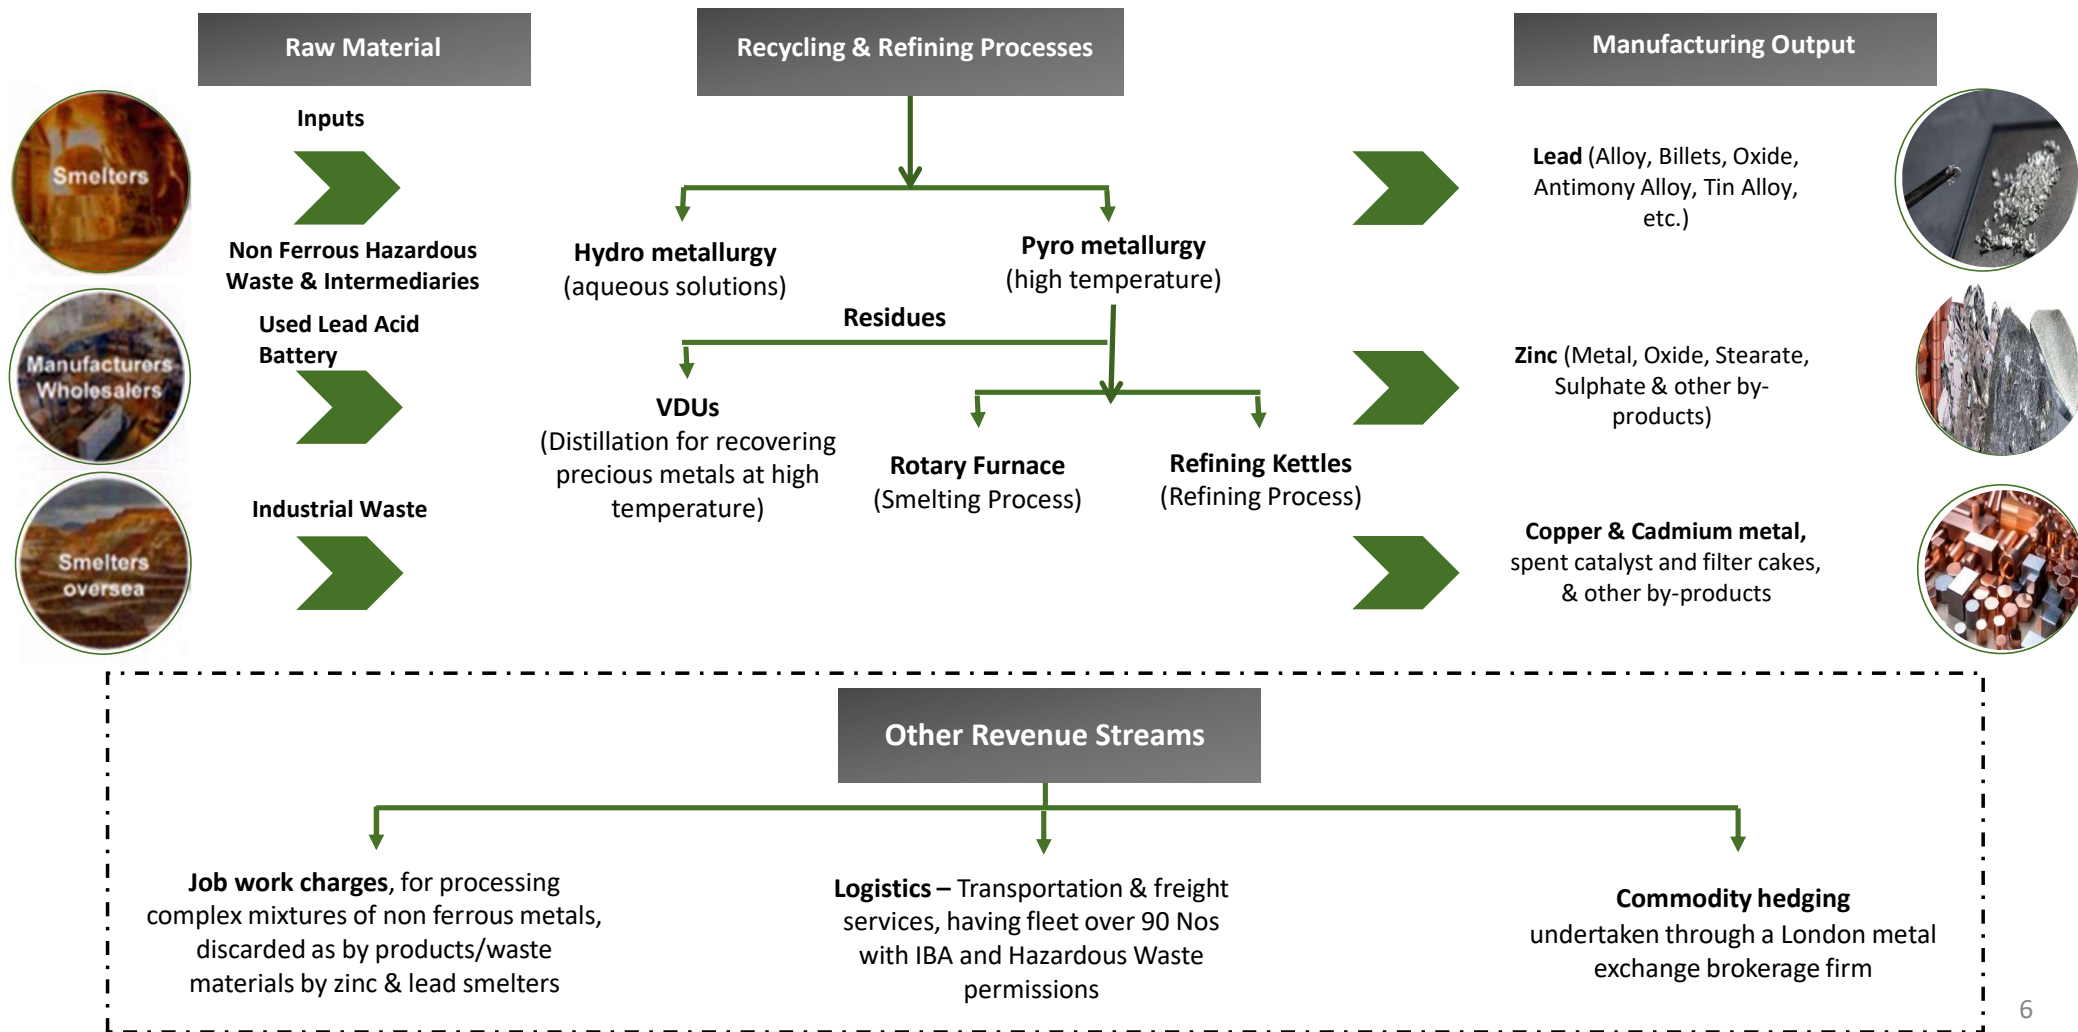 Raw Material
Recycling & Refining Processes
Manufacturing Output
Smelters
Inputs
Non Ferrous Hazardous
Waste & Intermediaries
Manufacturers
Wholesalers
Used Lead Acid
Battery
Smelters
oversea
Industrial Waste
Hydro metallurgy
(aqueous solutions)
Pyro metallurgy
(high temperature)
Residues
VDUs
(Distillation for recovering
precious metals at high
temperature)
Rotary Furnace
(Smelting Process)
Refining Kettles
(Refining Process)
Lead (Alloy, Billets, Oxide,
Antimony Alloy, Tin Alloy,
etc.)
Zinc (Metal, Oxide, Stearate,
Sulphate & other by-
products)
Copper & Cadmium metal,
spent catalyst and filter cakes,
& other by-products
Other Revenue Streams
Job work charges, for processing
complex mixtures of non ferrous metals,
discarded as by products/waste
materials by zinc & lead smelters
Logistics – Transportation & freight
services, having fleet over 90 Nos
with IBA and Hazardous Waste
permissions
Commodity hedging
undertaken through a London metal
exchange brokerage firm
6